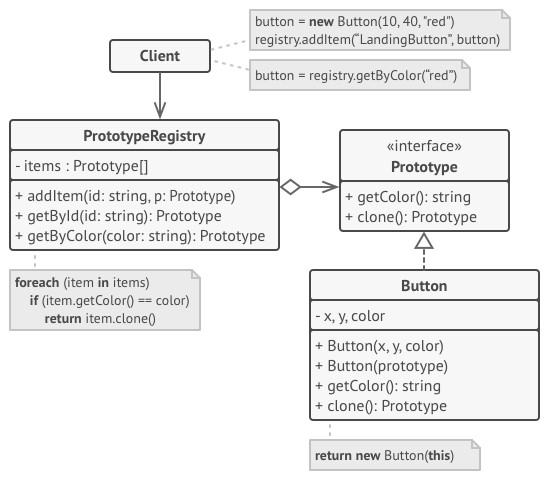 button = new Button(10, 40, "red")
registry.addItem(“LandingButton”, button)
Client
button = registry.getByColor(“red”)
PrototypeRegistry
- items : Prototype[]
+ addItem(id: string, p: Prototype)
+ getById(id: string): Prototype
+ getByColor(color: string): Prototype
«interface»
Prototype
+ getColor(): string
+ clone(): Prototype
foreach (item in items)
if (item.getColor() == color)
return item.clone()
Button
- x, y, color
+ Button(x, y, color)
+ Button(prototype)
+ getColor(): string
+ clone(): Prototype
return new Button(this)